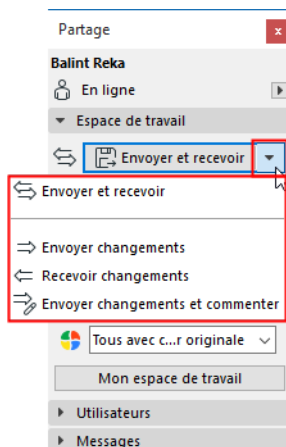 Partage
x
Balint Reka
En ligne
Espace de travail
Envoyer et recevoir
Envoyer et recevoir
Envoyer changements
Recevoir changements
Envoyer changements et commenter
Tous avec c...r originale
Mon espace de travail
Utilisateurs
Messages